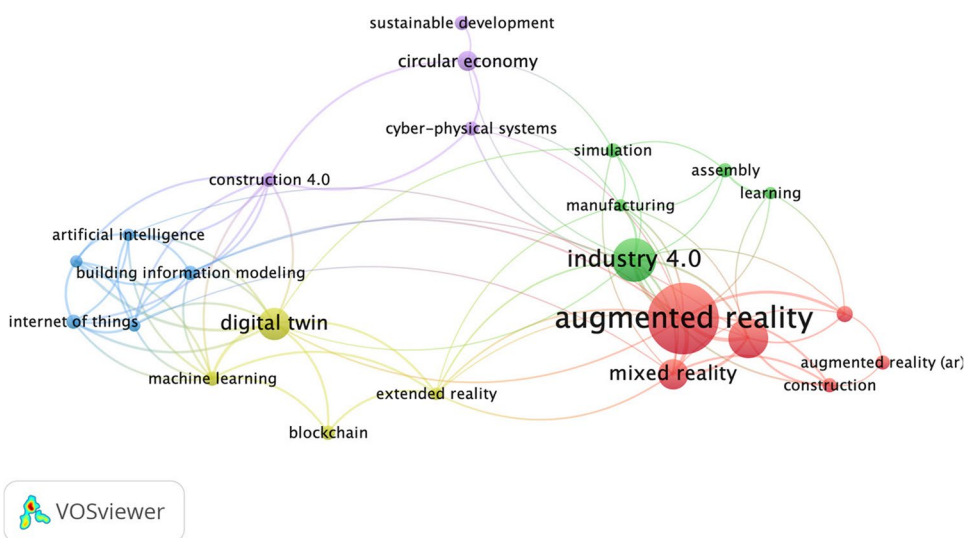 sustainable development
circular economy
cyber-physical systems
simulation
assembly
construction 4.0
learning
manufacturing
artificial intelligence
industry 4.0
building information modeling
augmented reality
internet of things
digital twin
augmented reality (ar)
mixed reality
machine learning
construction
extended reality
blockchain
VOSviewer